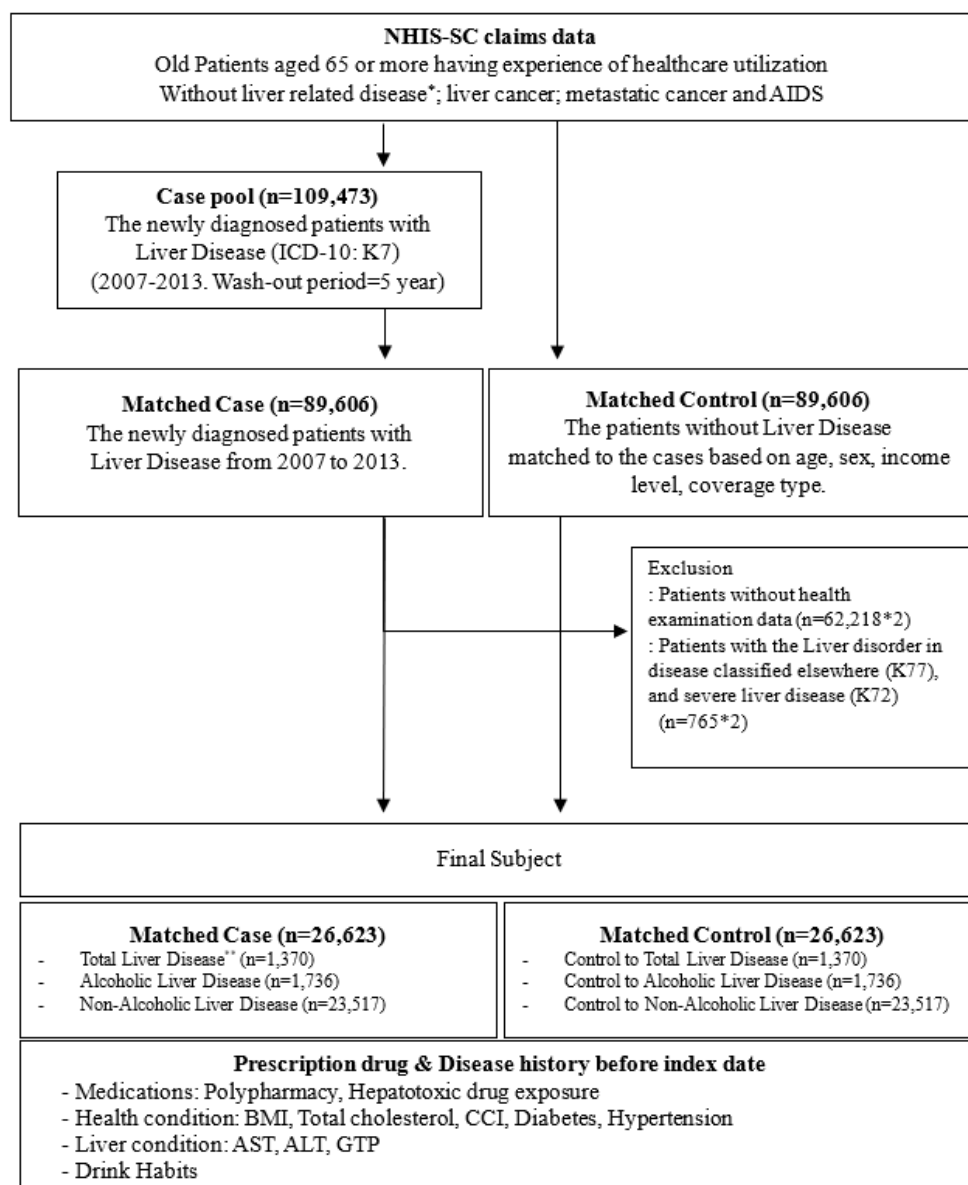 NHIS-SC claims data
Old Patients aged 65 or more having experience of healthcare utilization
Without liver related disease*; liver cancer; metastatic cancer and AIDS
Case pool (n=109,473)
The newly diagnosed patients with
Liver Disease (ICD-10: K7)
(2007-2013. Wash-out period=5 year)
Matched Case (n=89,606)
The newly diagnosed patients with
Liver Disease from 2007 to 2013.
Matched Control (n=89,606)
The patients without Liver Disease
matched to the cases based on age, sex, income
level, coverage type.
Exclusion
: Patients without health
examination data (n=62,218*2)
: Patients with the Liver disorder in
disease classified elsewhere (K77),
and severe liver disease (K72)
(n=765*2)
Final Subject
Matched Case (n=26,623)
- Total Liver Disease** (n=1,370)
- Alcoholic Liver Disease (n=1,736)
- Non-Alcoholic Liver Disease (n=23,517)
Matched Control (n=26,623)
- Control to Total Liver Disease (n=1,370)
- Control to Alcoholic Liver Disease (n=1,736)
- Control to Non-Alcoholic Liver Disease (n=23,517)
Prescription drug & Disease history before index date
- Medications: Polypharmacy, Hepatotoxic drug exposure
- Health condition: BMI, Total cholesterol, CCI, Diabetes, Hypertension
- Liver condition: AST, ALT, GTP
- Drink Habits